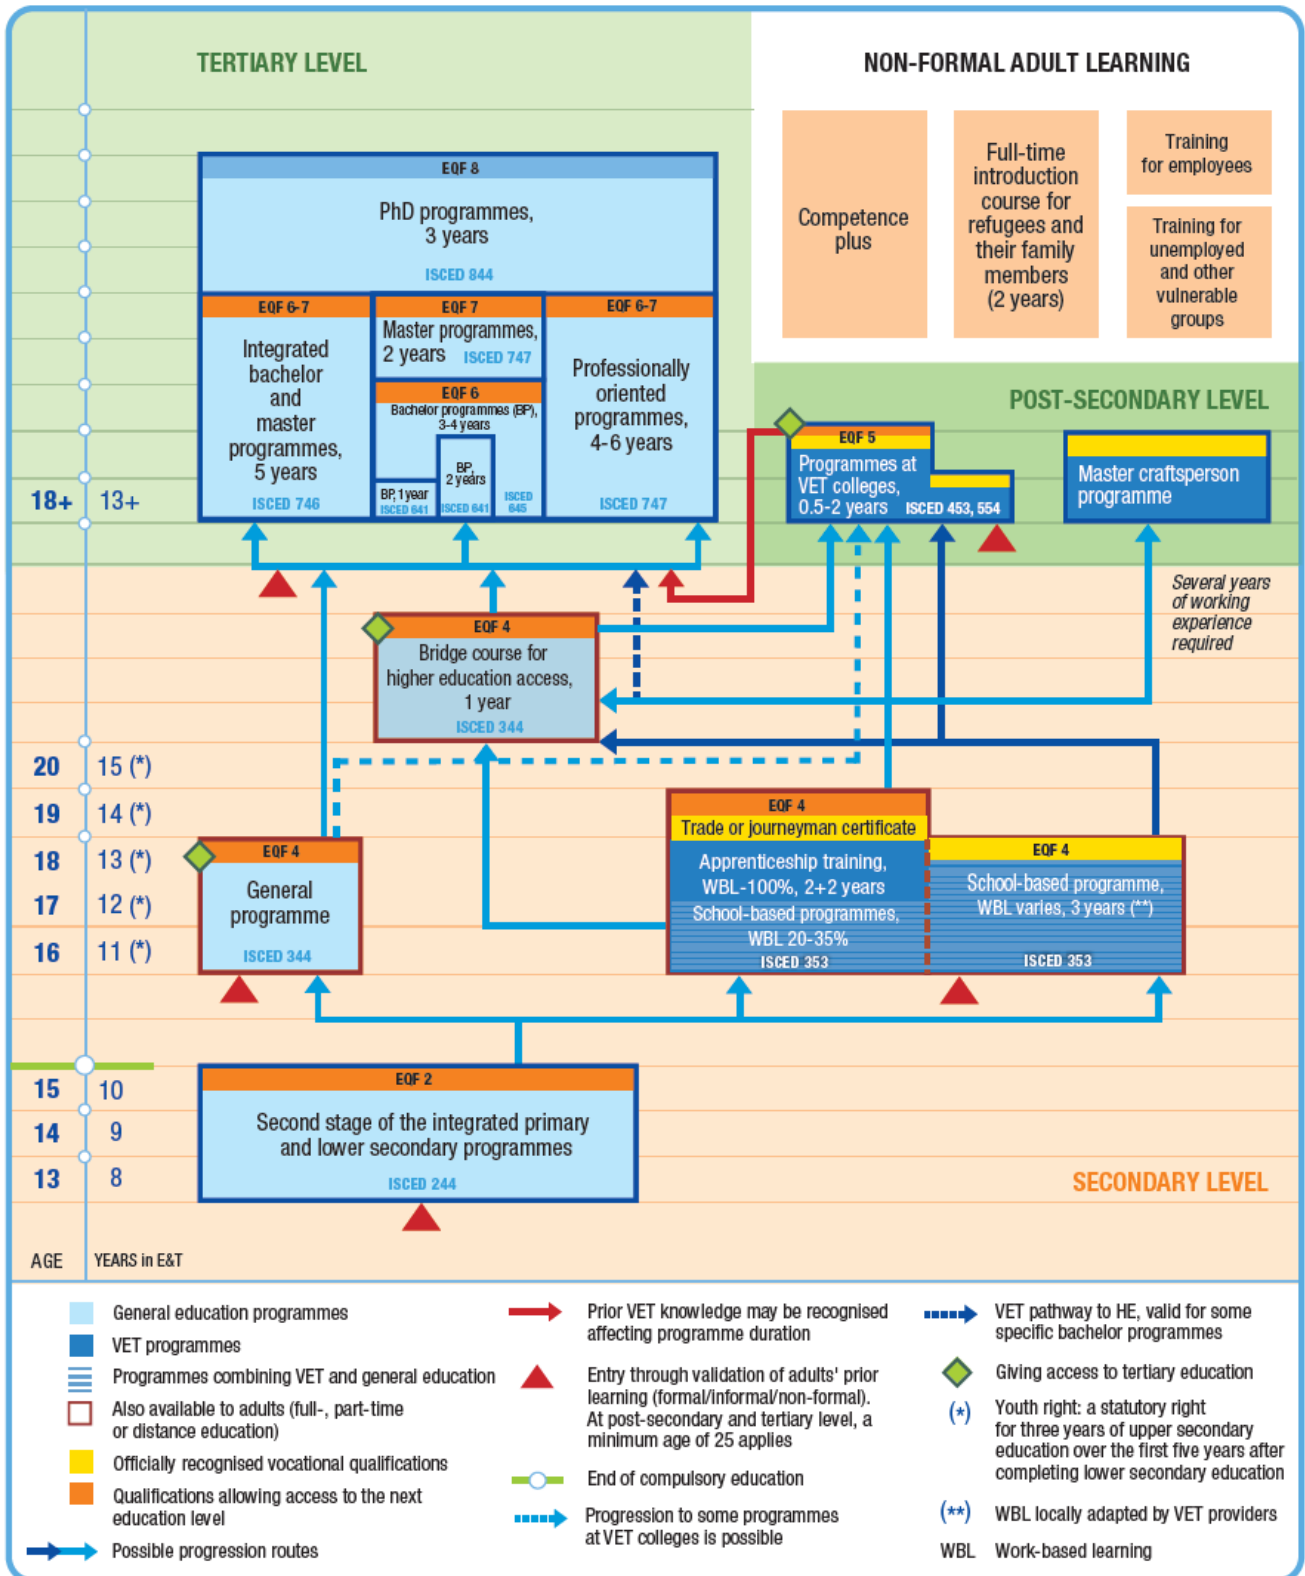 TERTIARY LEVEL
NON-FORMAL ADULT LEARNING
Competence
plus
Full-time
introduction
course for
refugees and
their family
members
(2 years)
Training
for employees
Training for
unemployed
and other
vulnerable
groups
EQF 8
PhD programmes,
3 years
ISCED 844
EQF 6-7
Integrated
bachelor
and
master
programmes,
5 years
ISCED 746
EQF 7
Master programmes,
2 years ISCED 747
EQF 6
Bachelor programmes (BP),
3-4 years
BP, 1year
ISCED 641
BP,
2 years
ISCED 641
ISCED
645
EQF 6-7
Professionally
oriented
programmes,
4-6 years
ISCED 747
POST-SECONDARY LEVEL
EQF 5
Programmes at
VET colleges,
0.5-2 years ISCED 453, 554
Master craftsperson
programme
18+ 13+
Several years
of working
experience
required
EQF 4
Bridge course for
higher education access,
1 year
ISCED 344
20 15 (*)
19 14 (*)
18 13 (*)
17 12 (*)
16 11 (*)
EQF 4
General
programme
ISCED 344
EQF 4
Trade or journeyman certificate
Apprenticeship training,
WBL-100%, 2+2 years
School-based programmes,
WBL 20-35%
ISCED 353
EQF 4
School-based programme,
WBL varies, 3 years (**)
ISCED 353
15 10
14 9
13 8
EQF 2
Second stage of the integrated primary
and lower secondary programmes
ISCED 244
SECONDARY LEVEL
AGE YEARS in E&T
General education programmes
VET programmes
Programmes combining VET and general education
Also available to adults (full-, part-time
or distance education)
Officially recognised vocational qualifications
Qualifications allowing access to the next
education level
Possible progression routes
Prior VET knowledge may be recognised
affecting programme duration
Entry through validation of adults' prior
learning (formal/informal/non-formal).
At post-secondary and tertiary level, a
minimum age of 25 applies
End of compulsory education
Progression to some programmes
at VET colleges is possible
VET pathway to HE, valid for some
specific bachelor programmes
Giving access to tertiary education
(*) Youth right: a statutory right
for three years of upper secondary
education over the first five years after
completing lower secondary education
(**) WBL locally adapted by VET providers
WBL Work-based learning